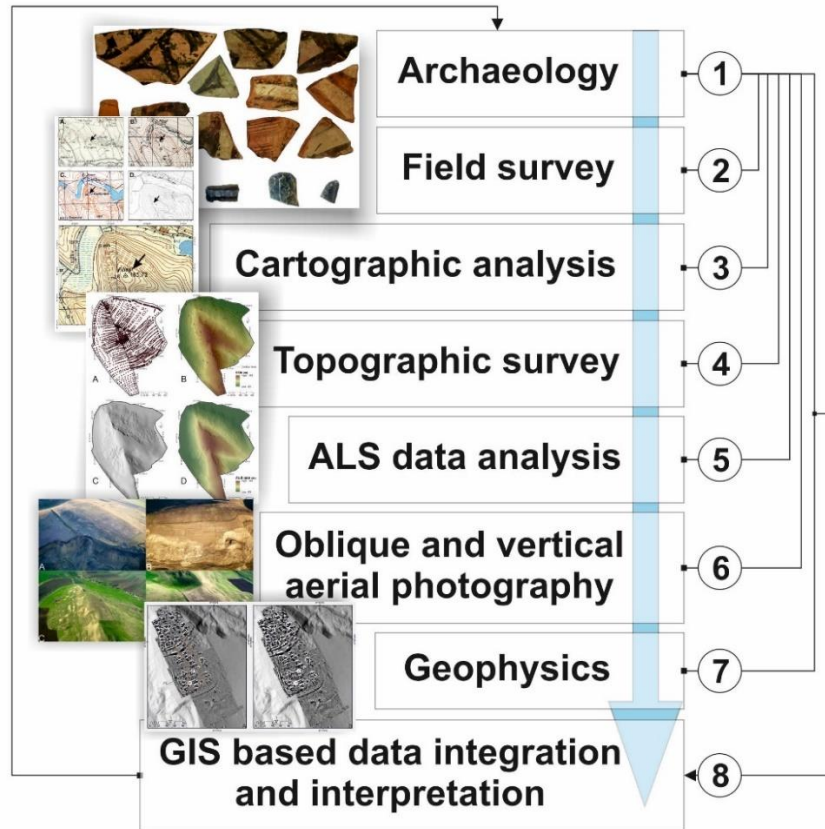 Archaeology
1
Field survey
2
Cartographic analysis
3
Topographic survey
4
ALS data analysis
5
Oblique and vertical
aerial photography
6
Geophysics
7
GIS based data integration
and interpretation
8
A
B
C
D
A
C